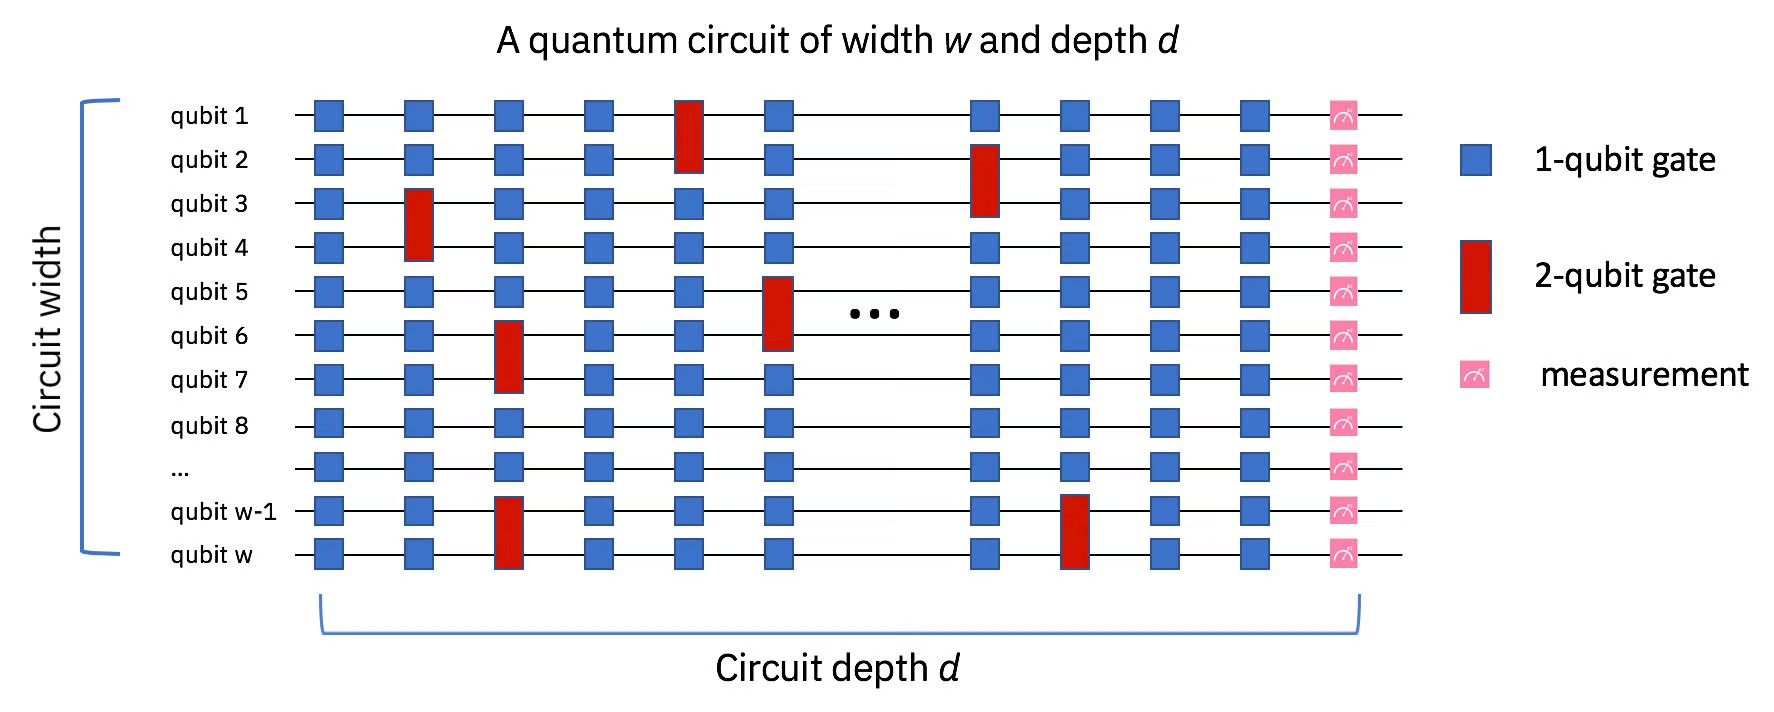 A quantum circuit of width w and depth d
Circuit width
qubit 1
qubit 2
qubit 3
qubit 4
qubit 5
qubit 6
qubit 7
qubit 8
...
qubit w-1
qubit w
...
1-qubit gate
2-qubit gate
measurement
Circuit depth d